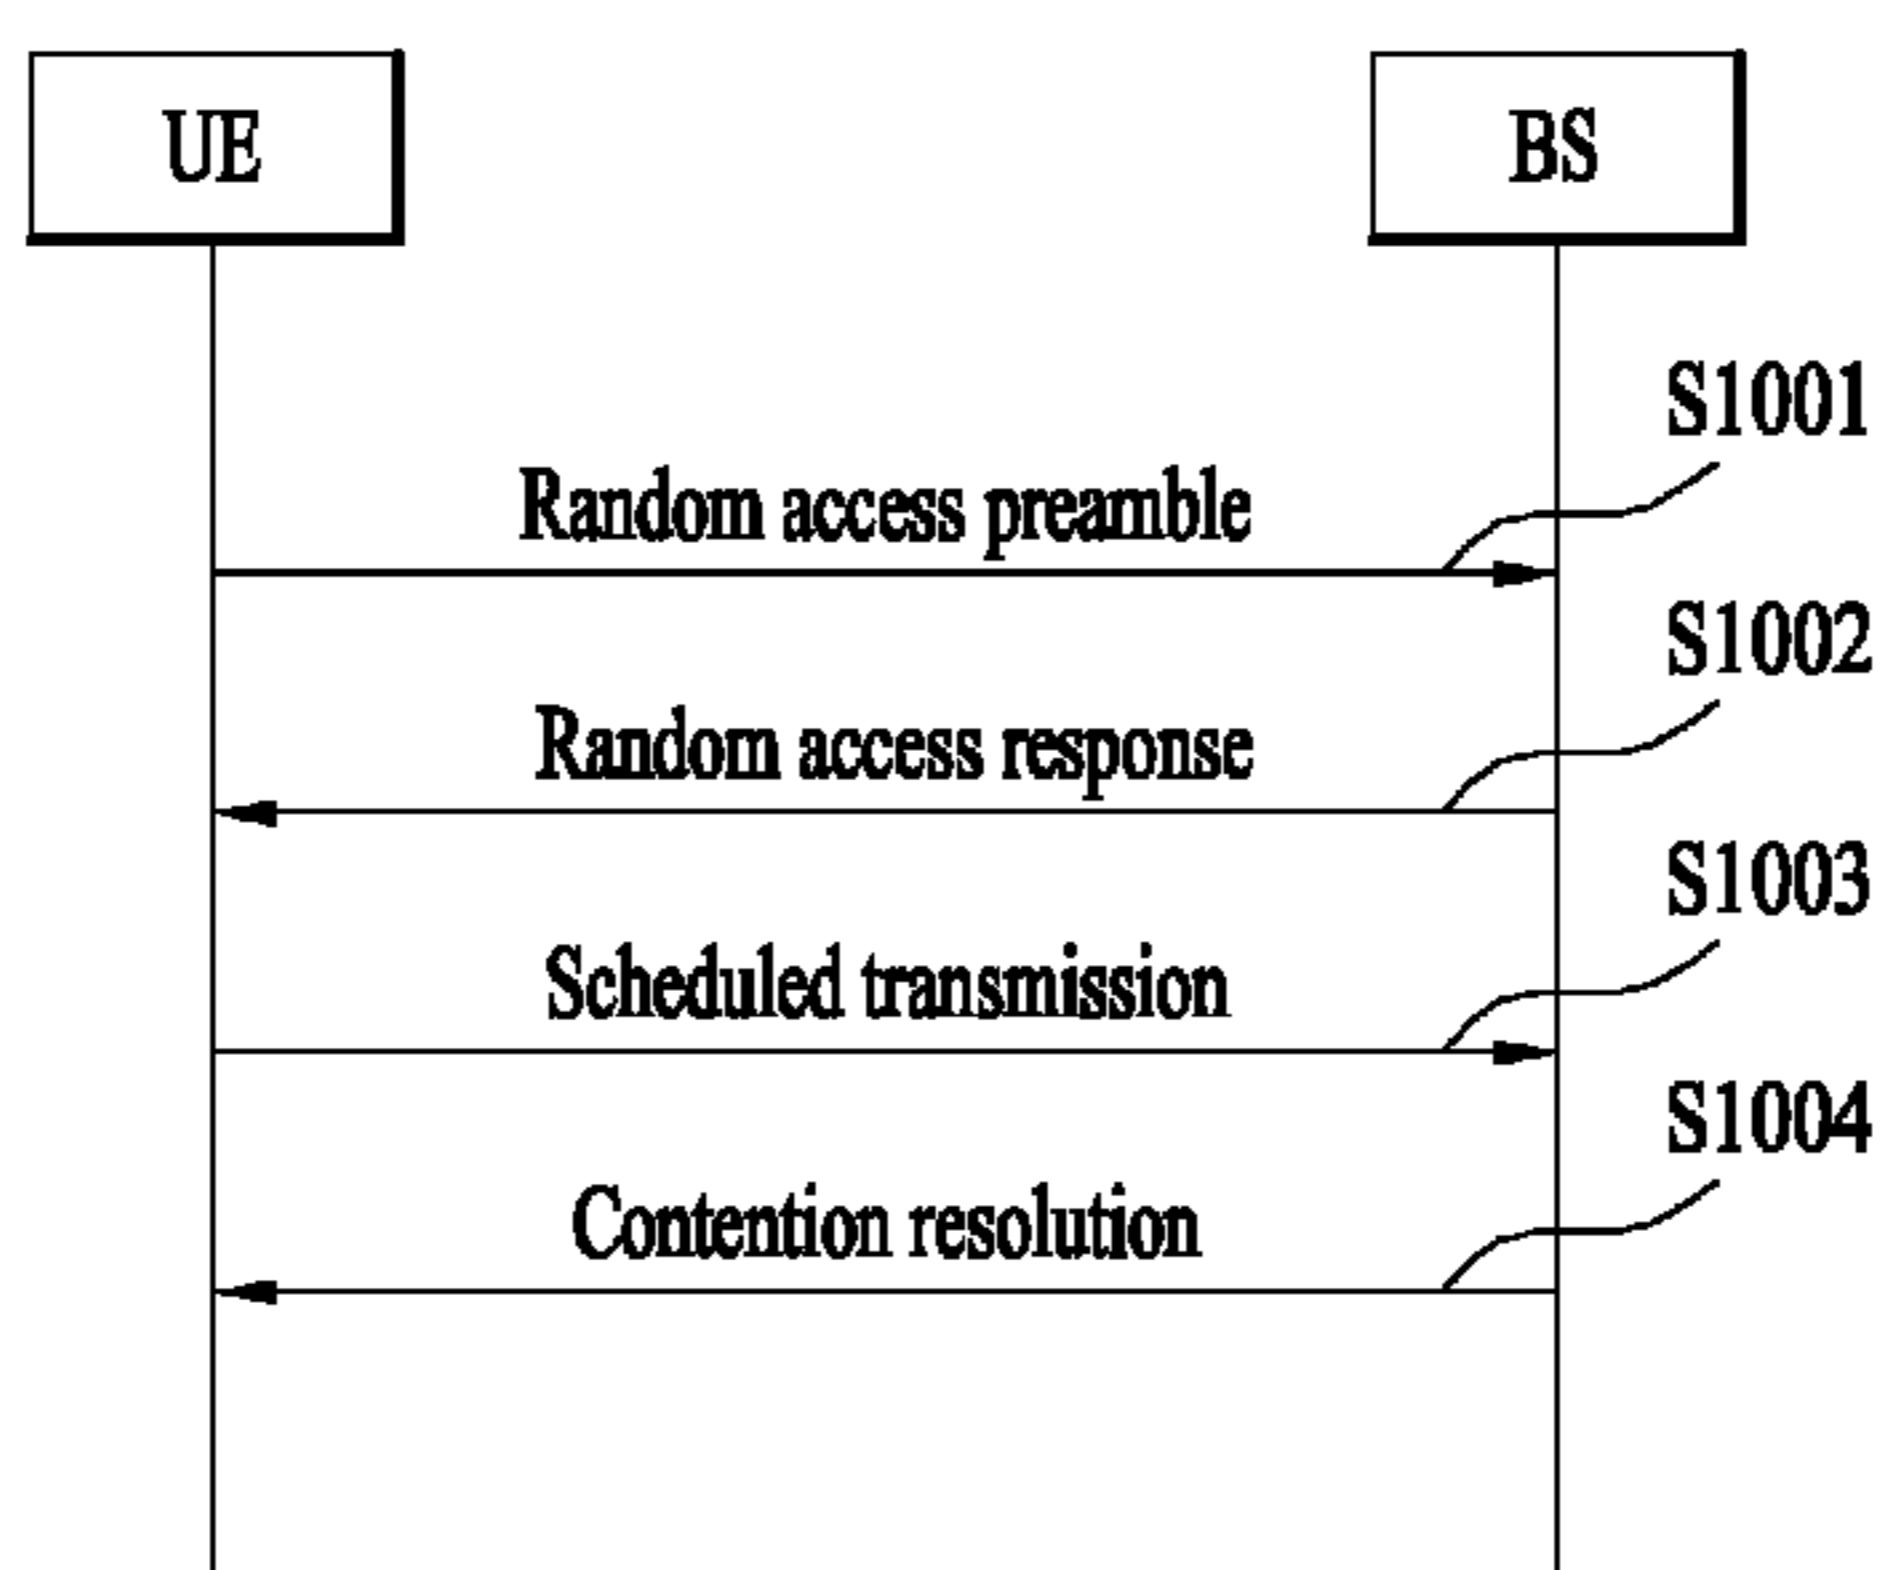 UE
BS
S1001
Random access preamble
S1002
Random access response
S1003
Scheduled transmission
S1004
Contention resolution